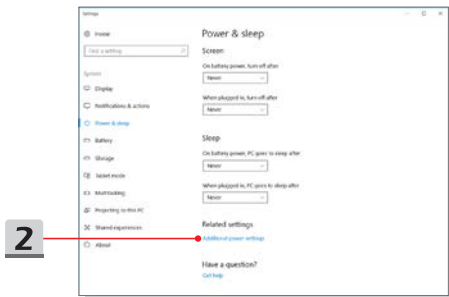 Settings
Home
Find a setting
System
Display
Notifications & actions
Power & sleep
Battery
Storage
Tablet mode
Multitasking
Projecting to this PC
Shared experiences
About
Power & sleep
Screen
On battery power, turn off after
Never
When plugged in, turn off after
Never
Sleep
On battery power, PC goes to sleep after
Never
When plugged in, PC goes to sleep after
Never
Related settings
Additional power settings
Have a question?
Get help
2